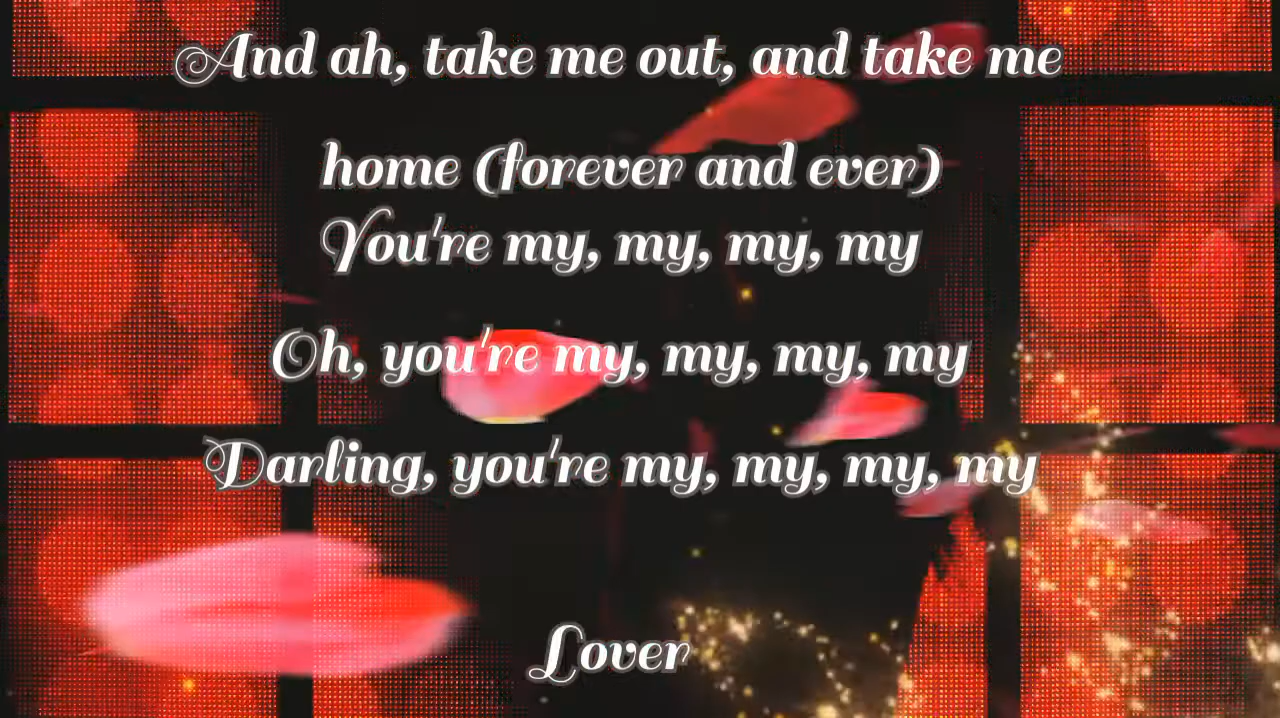 And ah, take me out, and take me
home (forever and ever)
You're my, my, my, my
Oh, you're my, my, my, my
Darling, you're my, my, my, my
Lover